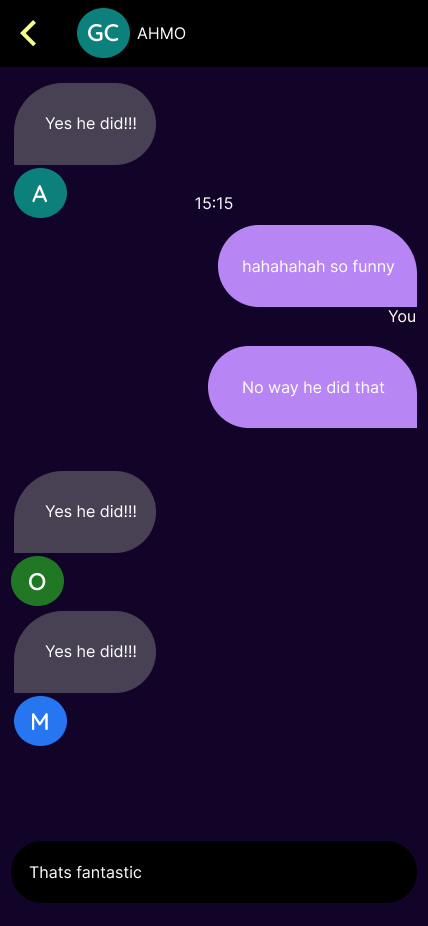 GC AHMO
Yes he did!!!
A
15:15
hahahahah so funny
You
No way he did that
Yes he did!!!
O
Yes he did!!!
M
Thats fantastic